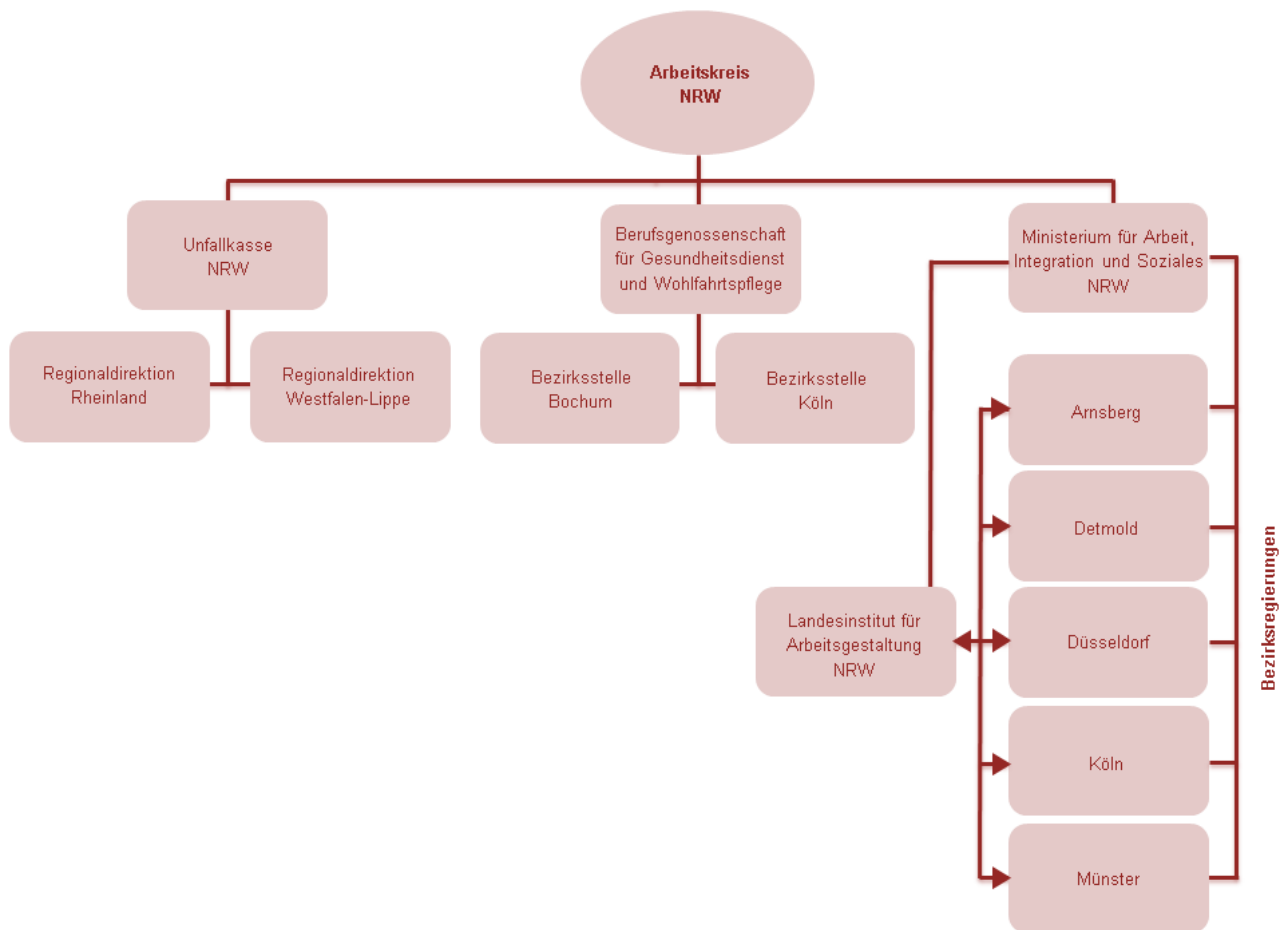 Arbeitskreis
NRW
Unfallkasse
NRW
Berufsgenossenschaft
für Gesundheitsdienst
und Wohlfahrtspflege
Ministerium für Arbeit,
Integration und Soziales
NRW
Regionaldirektion
Rheinland
Regionaldirektion
Westfalen-Lippe
Bezirksstelle
Bochum
Bezirksstelle
Köln
Arnsberg
Detmold
Landesinstitut für
Arbeitsgestaltung
NRW
Düsseldorf
Köln
Münster
Bezirksregierungen